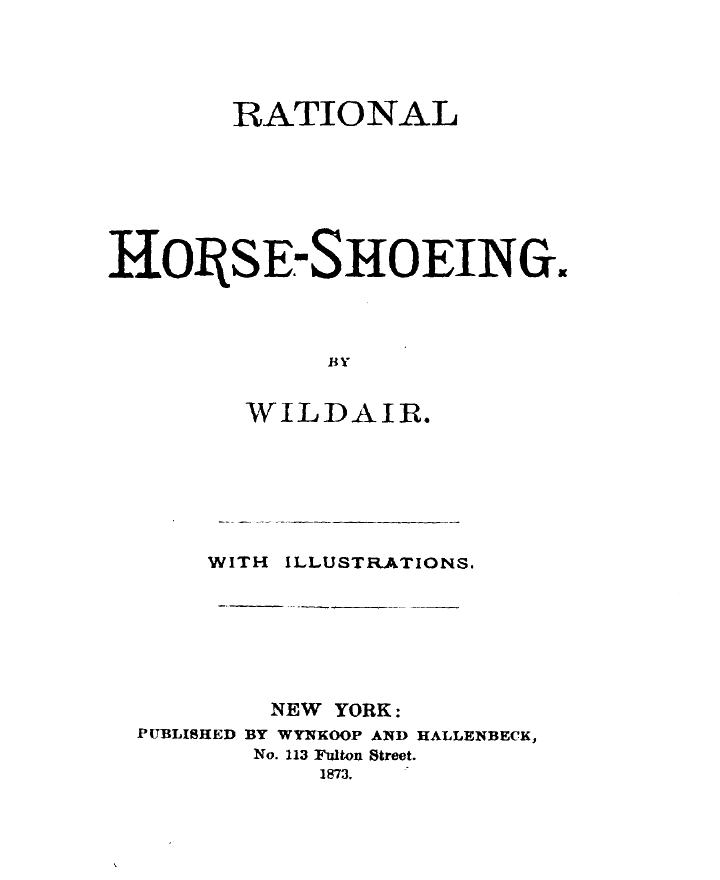 RATIONAL
HORSE-SHOEING.
BY
WILDAIR.
WITH ILLUSTRATIONS.
NEW YORK:
PUBLISHED BY WYNKOOP AND HALLENBECK,
No. 113 Fulton Street.
1873.